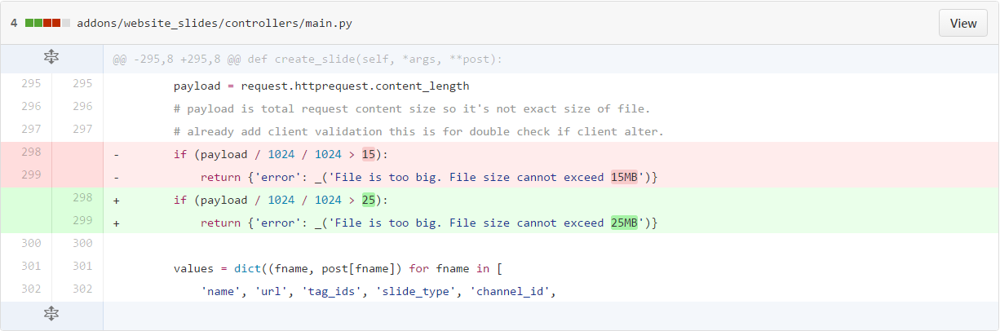 4 addons/website_slides/controllers/main.py View
@@ -295,8 +295,8 @@ def create_slide(self, *args, **post):
295 295 payload = request.httprequest.content_length
296 296 # payload is total request content size so it's not exact size of file.
297 297 # already add client validation this is for double check if client alter.
298 - if (payload / 1024 / 1024 > 15):
299 - return {'error': _('File is too big. File size cannot exceed 15MB')}
298 + if (payload / 1024 / 1024 > 25):
299 + return {'error': _('File is too big. File size cannot exceed 25MB')}
300 300
301 301 values = dict((fname, post[fname]) for fname in [
302 302 'name', 'url', 'tag_ids', 'slide_type', 'channel_id',